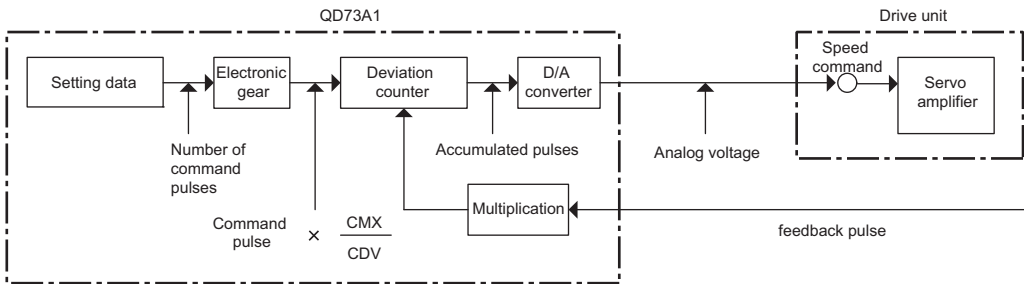 QD73A1
Drive unit
Setting data
Electronic
gear
Deviation
counter
D/A
converter
Speed
command
Servo
amplifier
Number of
command
pulses
Accumulated pulses
Analog voltage
Multiplication
Command
pulse
×
CMX
CDV
feedback pulse